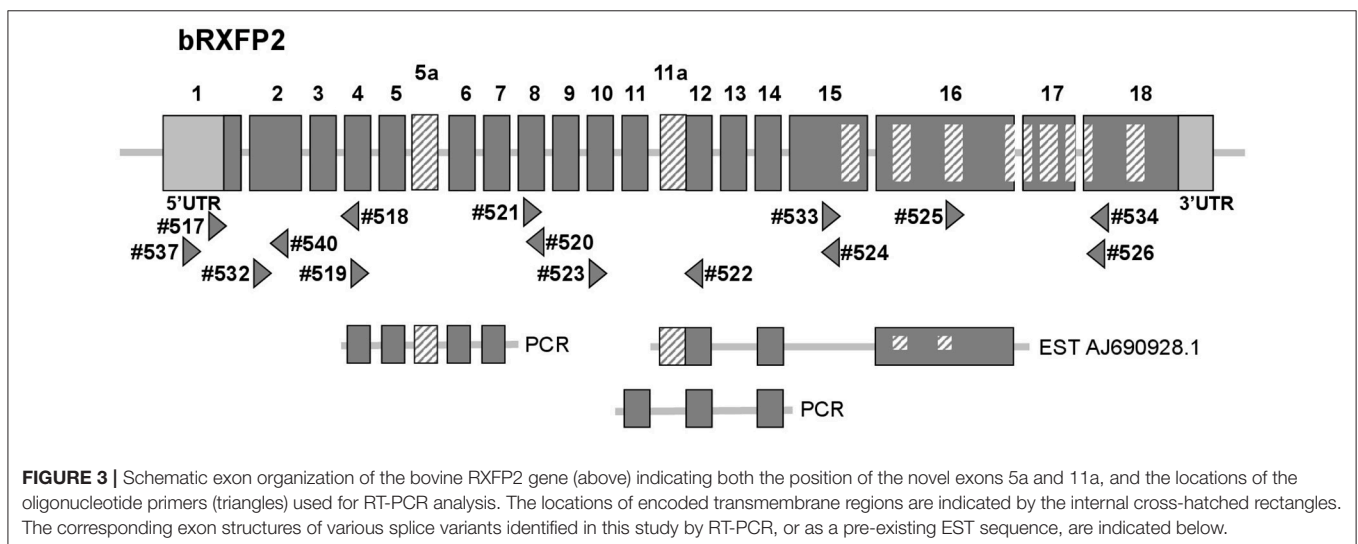 bRXFP2
5a 11a
1 2 3 4 5 6 7 8 9 10 11 12 13 14 15 16 17 18
5'UTR 3'UTR
#517 #518 #521 #533 #525 #534
#537 #540 #520 #524 #526
#532 #519 #523 #522
PCR EST AJ690928.1
PCR
FIGURE 3 | Schematic exon organization of the bovine RXFP2 gene (above) indicating both the position of the novel exons 5a and 11a, and the locations of the
oligonucleotide primers (triangles) used for RT-PCR analysis. The locations of encoded transmembrane regions are indicated by the internal cross-hatched rectangles.
The corresponding exon structures of various splice variants identified in this study by RT-PCR, or as a pre-existing EST sequence, are indicated below.